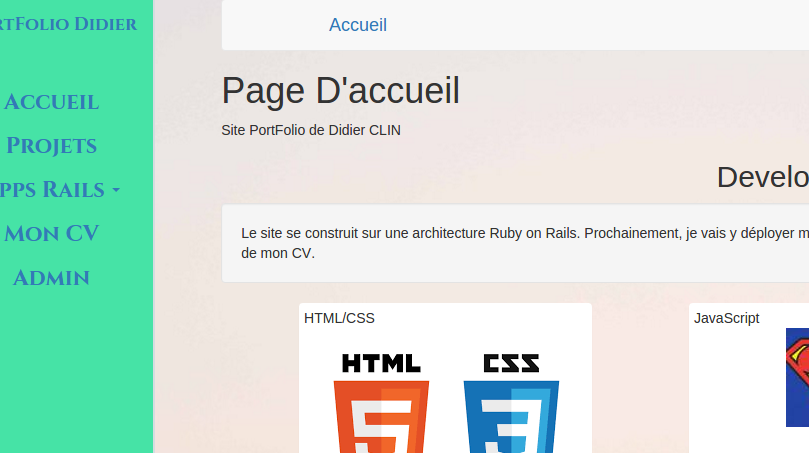 RTFOLIO DIDIER
Accueil
ACCUEIL
PROJETS
PPS RAILS
MON CV
ADMIN
Page D'accueil
Site PortFolio de Didier CLIN
Develo
Le site se construit sur une architecture Ruby on Rails. Prochainement, je vais y déployer m
de mon CV.
HTML/CSS
HTML
CSS
JavaScript